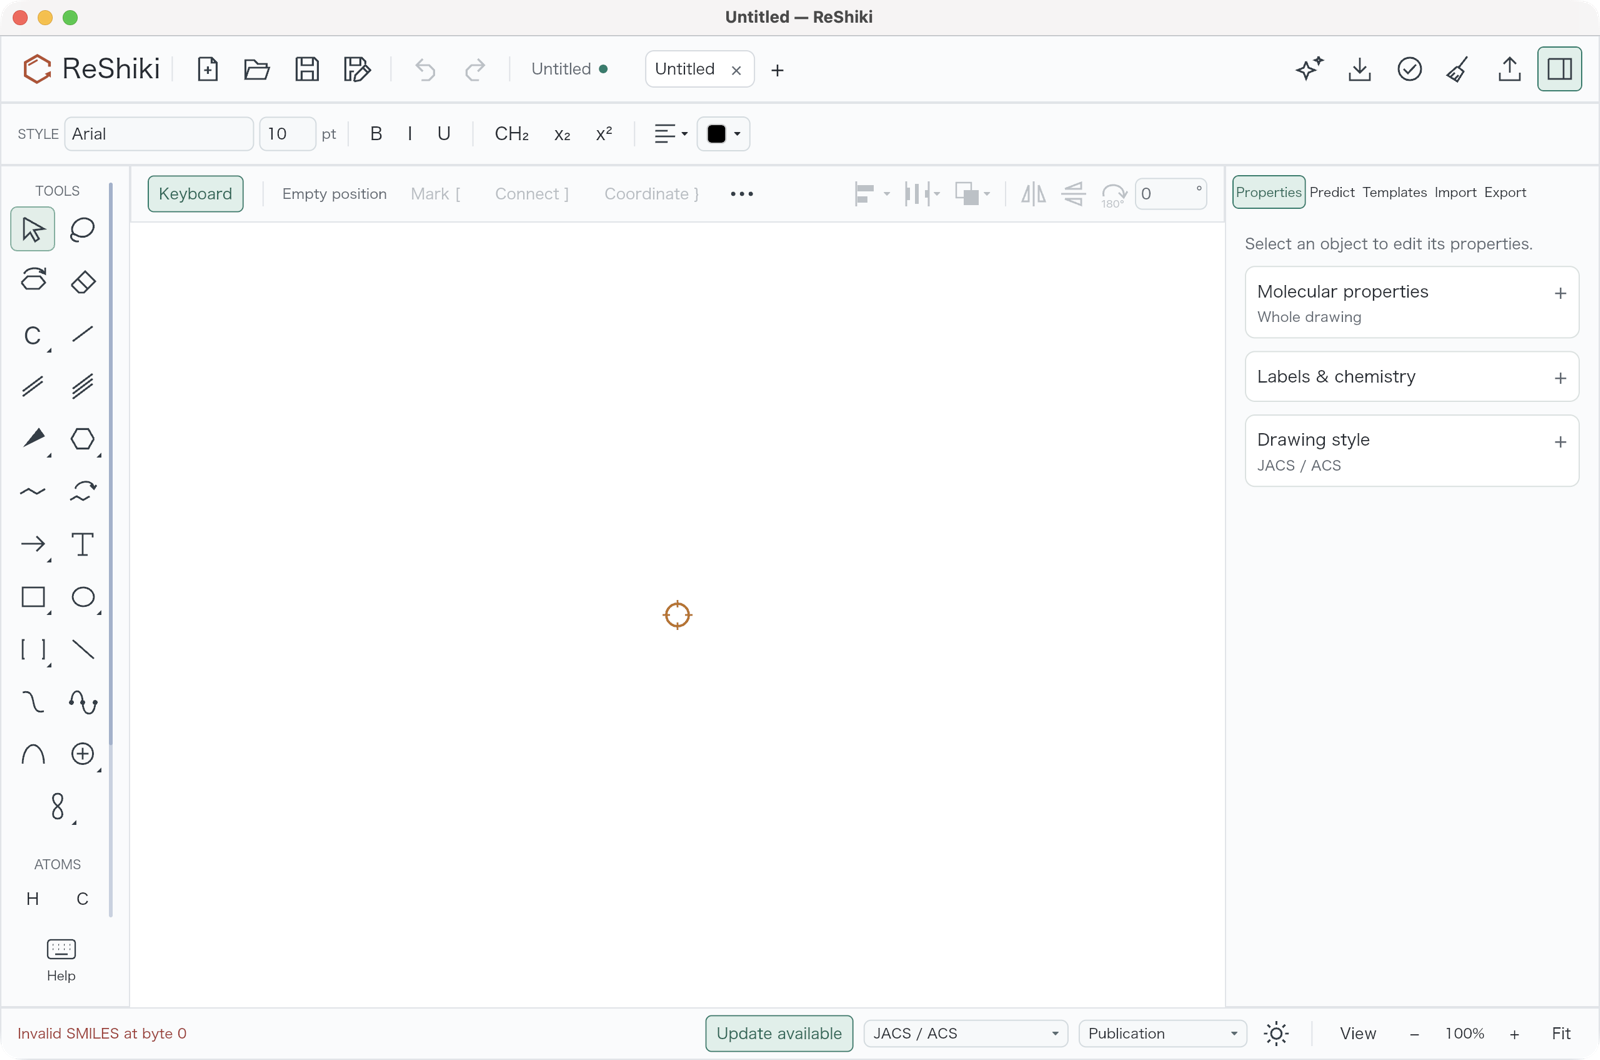 Untitled — ReShiki
ReShiki
Untitled
Untitled
STYLE
Arial
10
pt
B I U
CH₂ x₂ x²
TOOLS
Keyboard
Empty position
Mark [
Connect ]
Coordinate }
180°
0 °
Properties Predict Templates Import Export
Select an object to edit its properties.
Molecular properties
Whole drawing
Labels & chemistry
Drawing style
JACS / ACS
C
T
[ ]
ATOMS
H C
Help
Invalid SMILES at byte 0
Update available
JACS / ACS
Publication
View
− 100% +
Fit